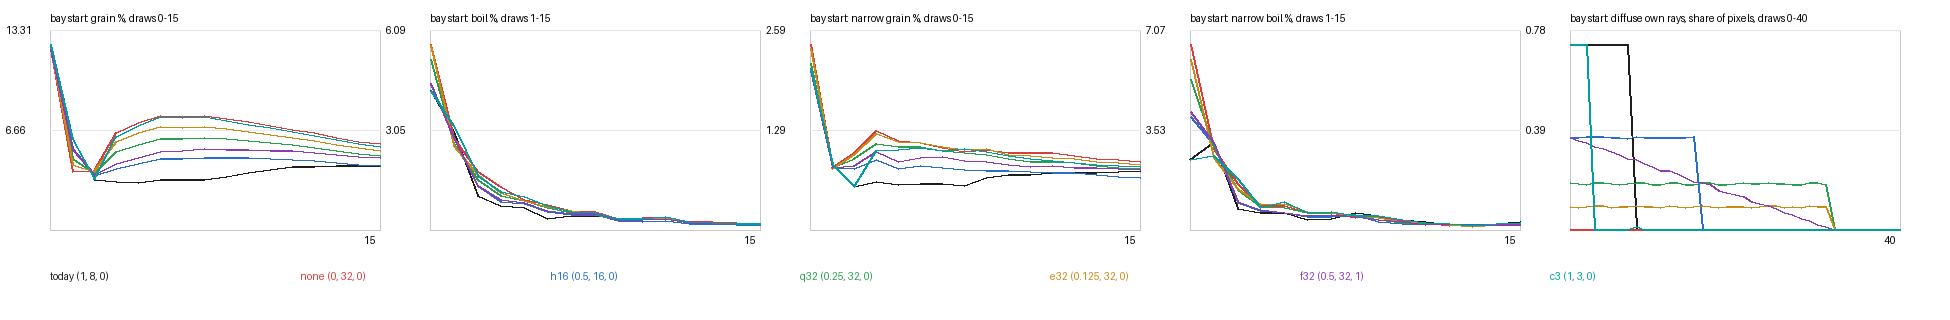 bay start grain %, draws 0-15
bay start boil %, draws 1-15
bay start narrow grain %, draws 0-15
bay start narrow boil %, draws 1-15
bay start diffuse own rays, share of pixels, draws 0-40
13.31
6.09
2.59
7.07
0.78
6.66
3.05
1.29
3.53
0.39
15
15
15
15
40
today (1, 8, 0)
none (0, 32, 0)
h16 (0.5, 16, 0)
q32 (0.25, 32, 0)
e32 (0.125, 32, 0)
f32 (0.5, 32, 1)
c3 (1, 3, 0)